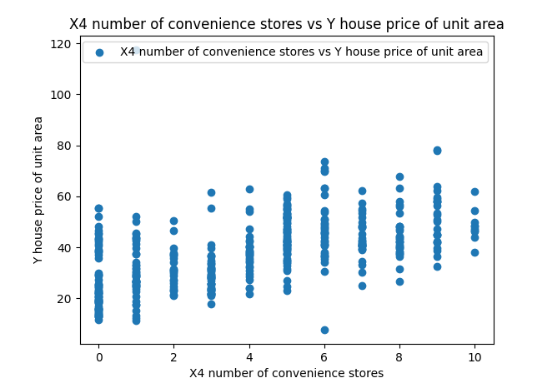 X4 number of convenience stores vs Y house price of unit area
120
X4 number of convenience stores vs Y house price of unit area
100
80
60
40
20
Y house price of unit area
0 2 4 6 8 10
X4 number of convenience stores